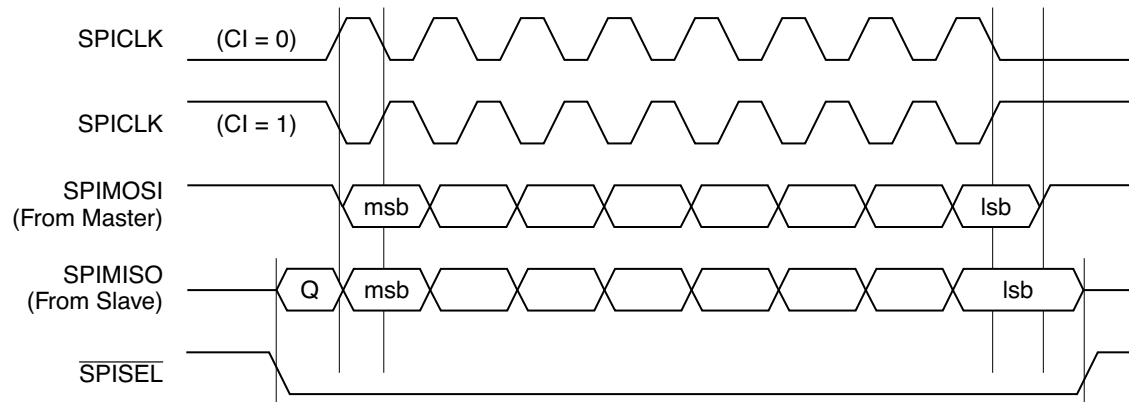 SPICLK (CI = 0)
SPICLK (CI = 1)
SPIMOSI
(From Master)
msb lsb
SPIMISO
(From Slave)
Q msb lsb
SPISEL